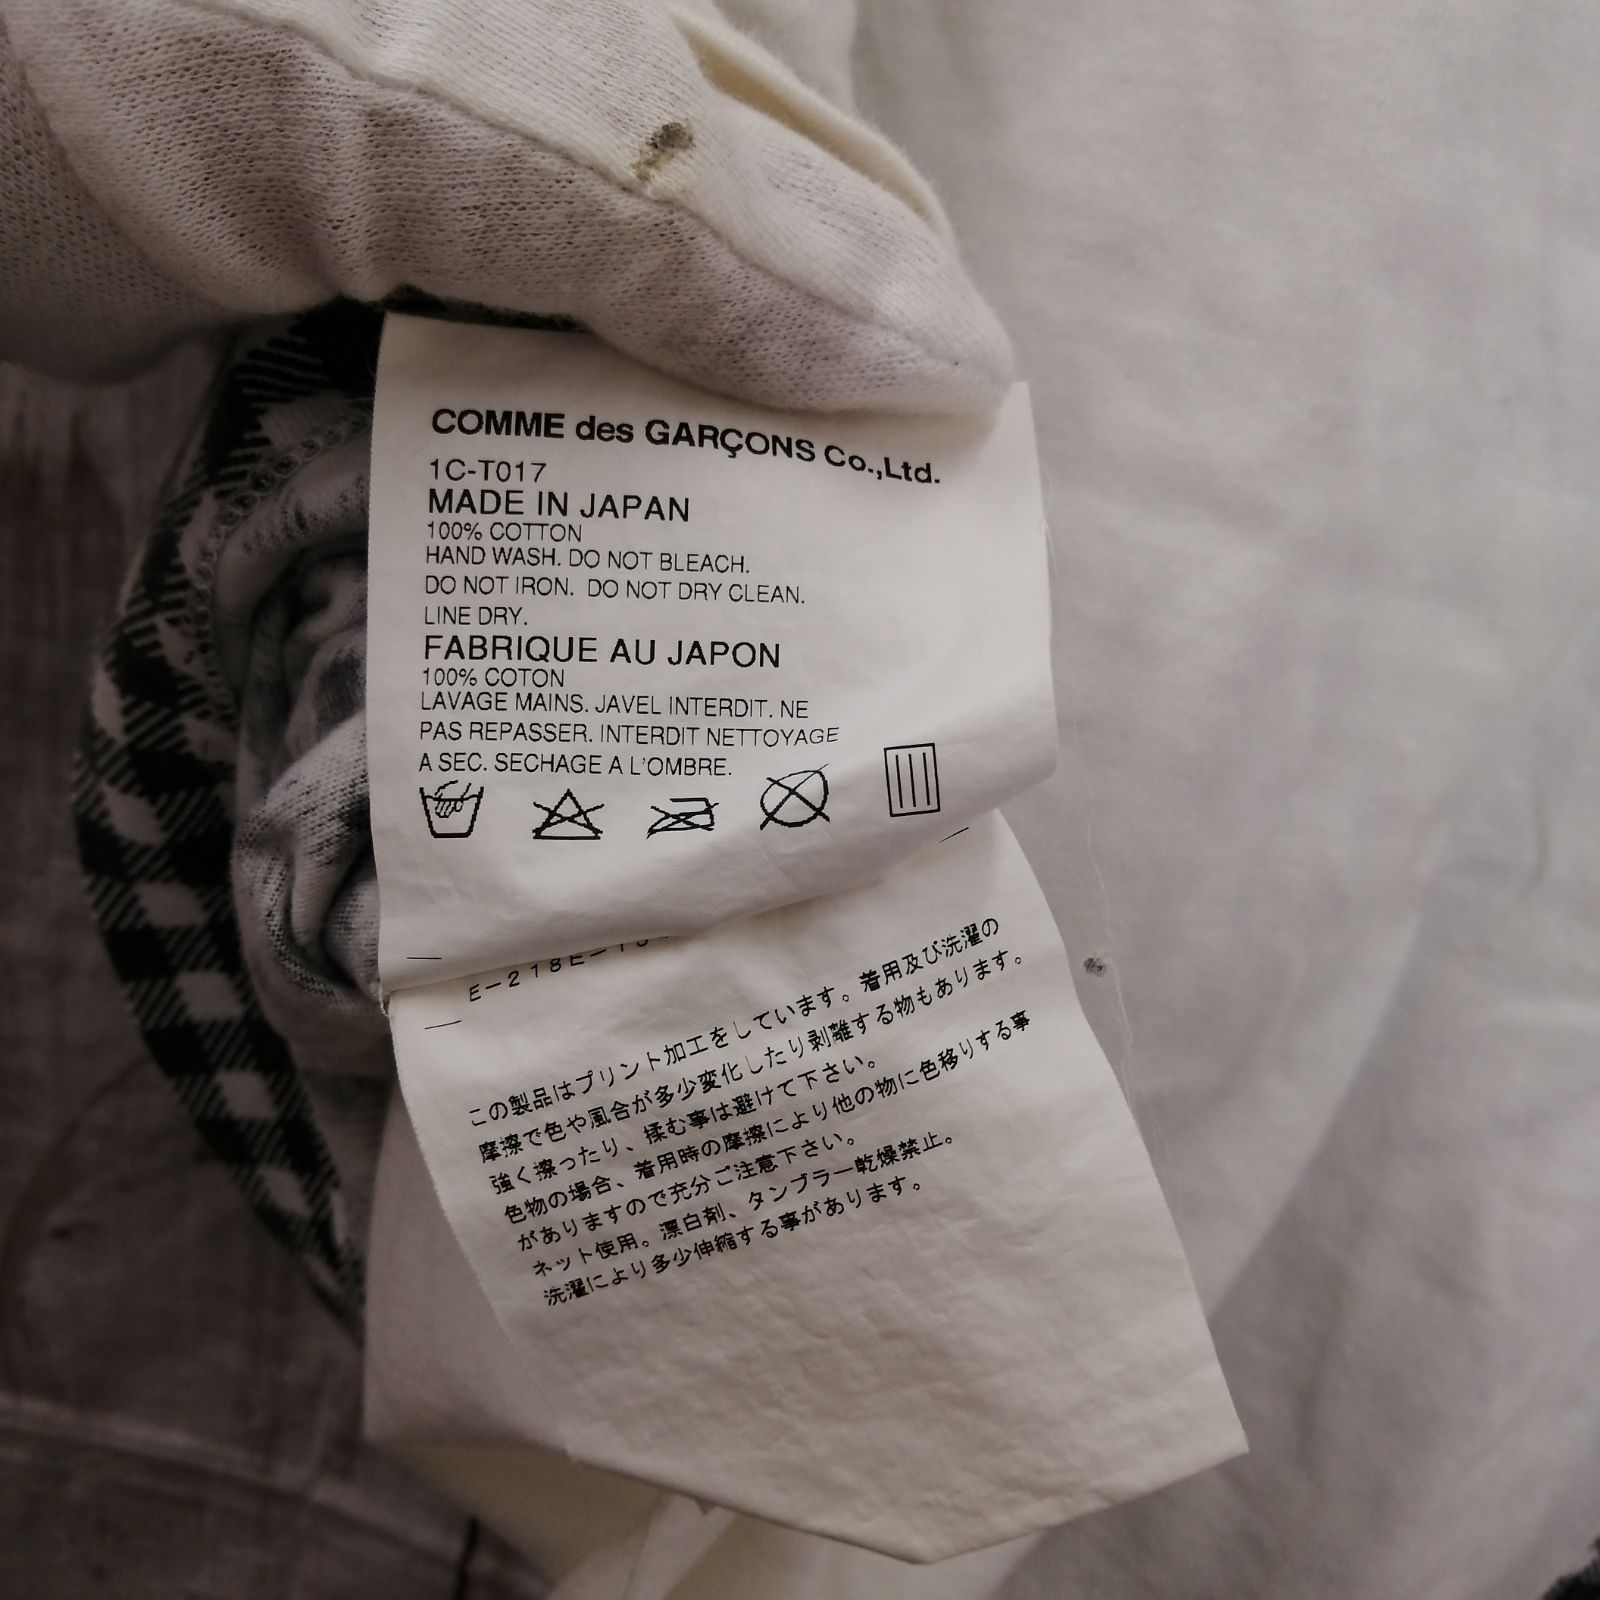 COMME des GARÇONS Co.,Ltd.
1C-T017
MADE IN JAPAN
100% COTTON
HAND WASH. DO NOT BLEACH.
DO NOT IRON. DO NOT DRY CLEAN.
LINE DRY.
FABRIQUE AU JAPON
100% COTON
LAVAGE MAINS. JAVEL INTERDIT. NE
PAS REPASSER. INTERDIT NETTOYAGE
A SEC. SECHAGE A L'OMBRE.
E-218E-
この製品はプリント加工をしています。着用及び洗濯の
摩擦で色や風合が多少変化したり剥離する物もあります。
強く擦ったり、揉む事は避けて下さい。
色物の場合、着用時の摩擦により他の物に色移りする事
がありますので充分ご注意下さい。
ネット使用。漂白剤、タンブラー乾燥禁止。
洗濯により多少伸縮する事があります。